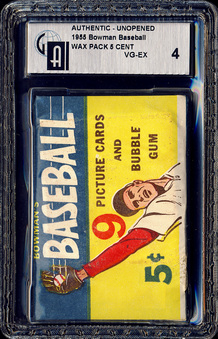 AUTHENTIC - UNOPENED
1955 Bowman Baseball
WAX PACK 5 CENT
VG-EX
4
GAI
BOWMAN'S
BASEBALL
9
PICTURE CARDS
AND
BUBBLE
GUM
5¢